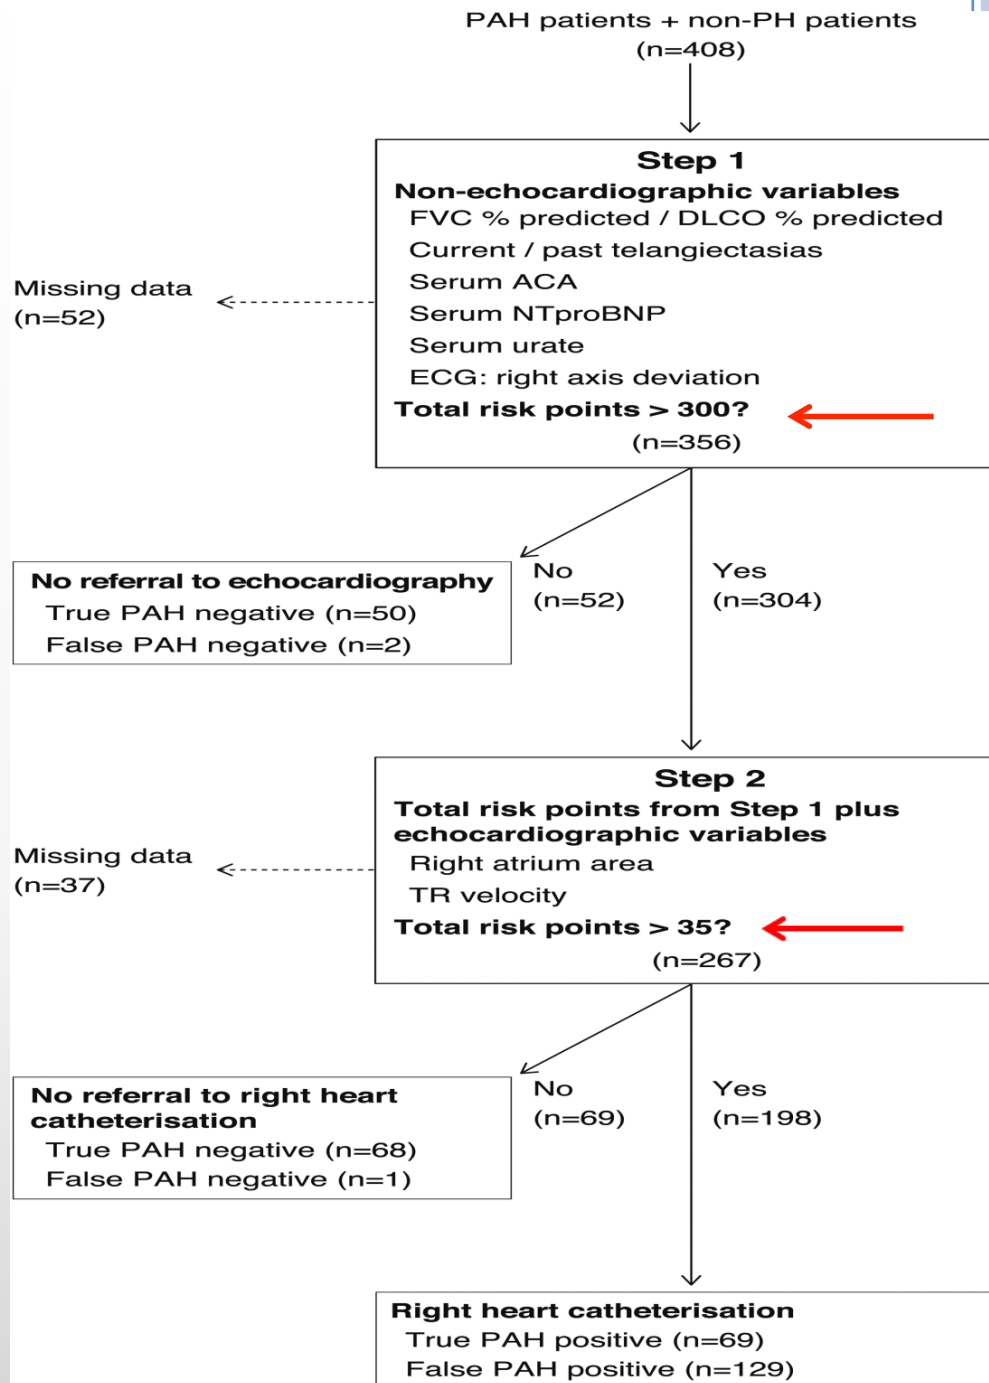 PAH patients + non-PH patients
(n=408)
Step 1
Non-echocardiographic variables
FVC % predicted / DLCO % predicted
Current / past telangiectasias
Serum ACA
Serum NTproBNP
Serum urate
ECG: right axis deviation
Total risk points > 300?
(n=356)
Missing data
(n=52)
No
(n=52)
Yes
(n=304)
No referral to echocardiography
True PAH negative (n=50)
False PAH negative (n=2)
Step 2
Total risk points from Step 1 plus
echocardiographic variables
Right atrium area
TR velocity
Total risk points > 35?
(n=267)
Missing data
(n=37)
No
(n=69)
Yes
(n=198)
No referral to right heart
catheterisation
True PAH negative (n=68)
False PAH negative (n=1)
Right heart catheterisation
True PAH positive (n=69)
False PAH positive (n=129)